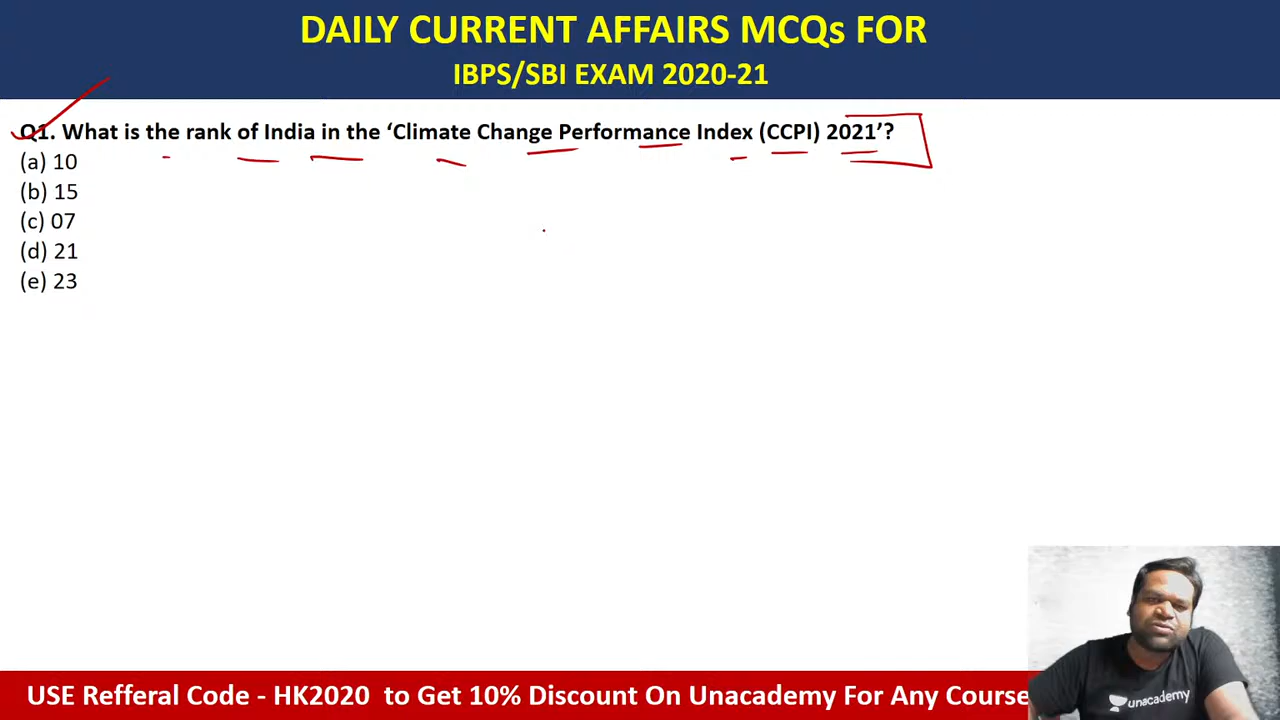 DAILY CURRENT AFFAIRS MCQs FOR
IBPS/SBI EXAM 2020-21
Q1. What is the rank of India in the ‘Climate Change Performance Index (CCPI) 2021’?
(a) 10
(b) 15
(c) 07
(d) 21
(e) 23
USE Refferal Code - HK2020 to Get 10% Discount On Unacademy For Any Course
unacademy